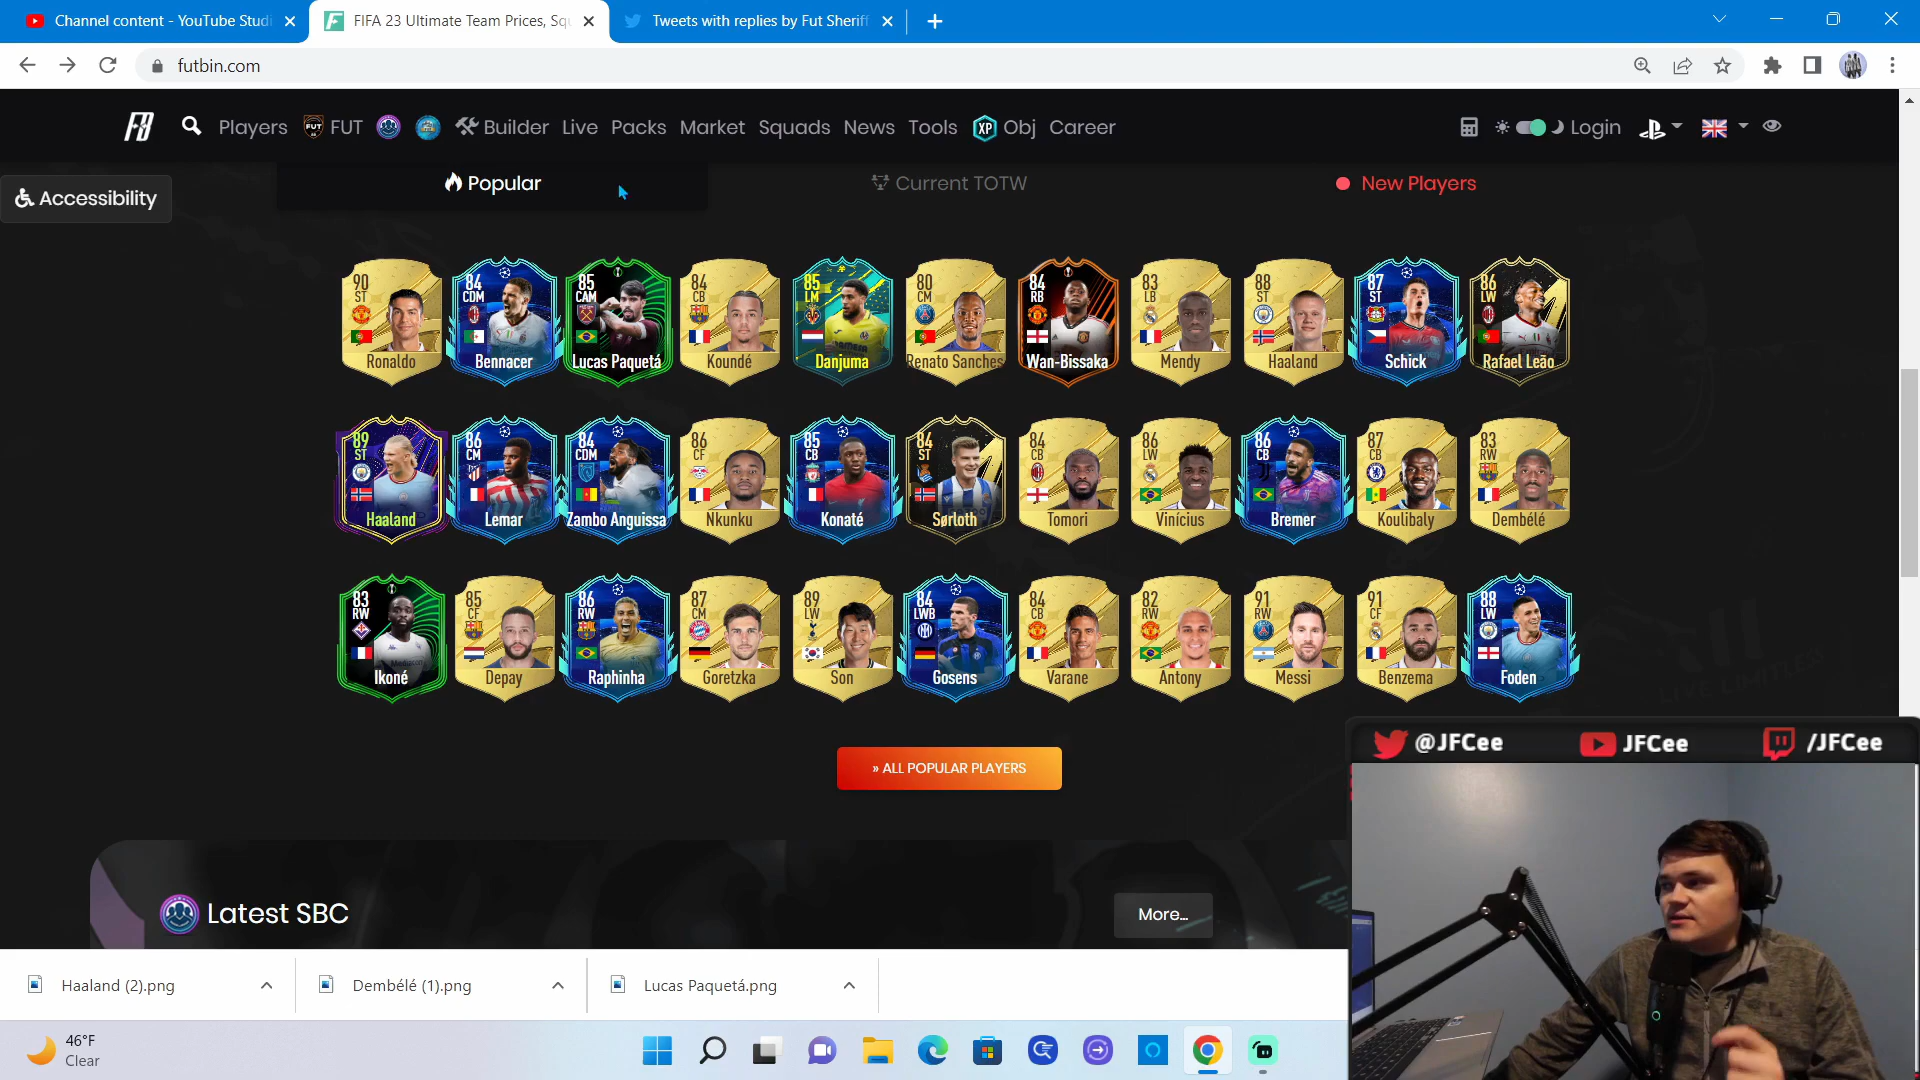 Channel content - YouTube Studi
FIFA 23 Ultimate Team Prices, Squ
Tweets with replies by Fut Sheriff
futbin.com
Players FUT Builder Live Packs Market Squads News Tools XP Obj Career Login
Accessibility
Popular Current TOTW New Players
90 ST Ronaldo
84 CDM Bennacer
85 CAM Lucas Paquetá
84 CB Koundé
85 LM Danjuma
80 CM Renato Sanches
84 RB Wan-Bissaka
83 LB Mendy
88 ST Haaland
87 ST Schick
86 LW Rafael Leão
89 ST Haaland
86 CM Lemar
84 CDM Zambo Anguissa
86 CF Nkunku
85 CB Konaté
84 ST Sørloth
84 CB Tomori
86 LW Vinícius
86 CB Bremer
87 CB Koulibaly
83 RW Dembélé
83 RW Ikoné
85 CF Depay
86 RW Raphinha
87 CM Goretzka
89 LW Son
84 LWB Gosens
84 CB Varane
82 RW Antony
91 RW Messi
91 CF Benzema
88 LW Foden
» ALL POPULAR PLAYERS
@JFCee JFCee /JFCee
Latest SBC
More...
Haaland (2).png
Dembélé (1).png
Lucas Paquetá.png
46°F
Clear